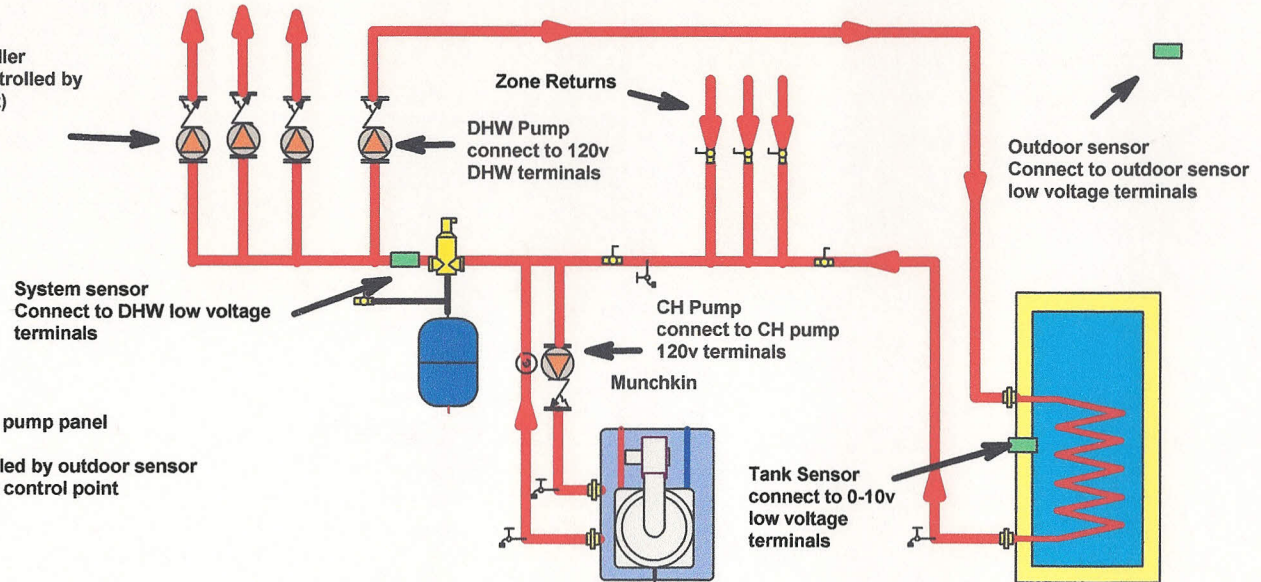 ller
trolled by
t)
Zone Returns
DHW Pump
connect to 120v
DHW terminals
Outdoor sensor
Connect to outdoor sensor
low voltage terminals
System sensor
Connect to DHW low voltage
terminals
CH Pump
connect to CH pump
120v terminals
Munchkin
pump panel
led by outdoor sensor
control point
Tank Sensor
connect to 0-10v
low voltage
terminals